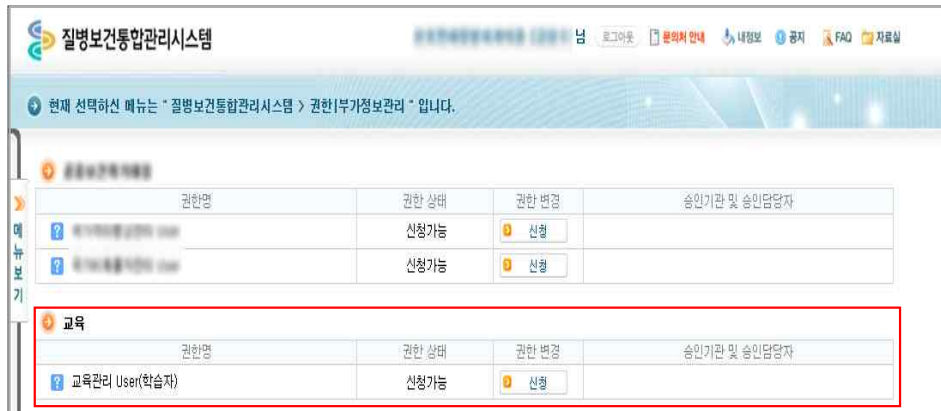 질병보건통합관리시스템
님 로그아웃 문의처 안내 내정보 공지 FAQ 자료실
현재 선택하신 메뉴는 " 질병보건통합관리시스템 > 권한|부가정보관리 " 입니다.
메뉴보기
권한명 권한 상태 권한 변경 승인기관 및 승인담당자
신청가능 신청
신청가능 신청
교육
권한명 권한 상태 권한 변경 승인기관 및 승인담당자
교육관리 User(학습자) 신청가능 신청